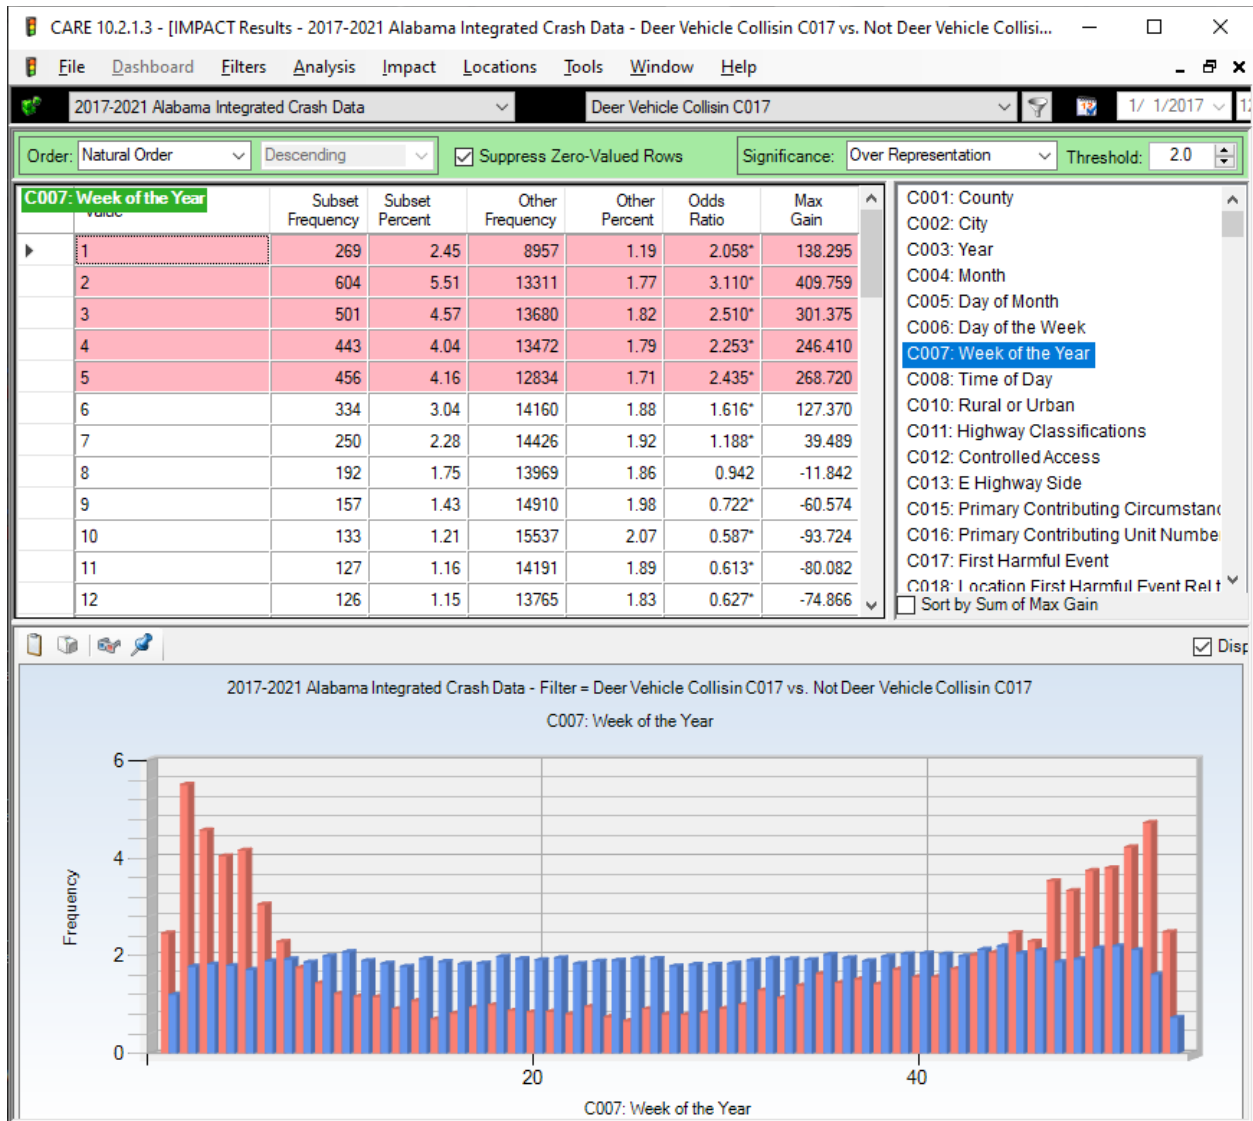 CARE 10.2.1.3 - [IMPACT Results - 2017-2021 Alabama Integrated Crash Data - Deer Vehicle Collisin C017 vs. Not Deer Vehicle Collisi...
File Dashboard Filters Analysis Impact Locations Tools Window Help
2017-2021 Alabama Integrated Crash Data Deer Vehicle Collisin C017 1/ 1/2017
Order: Natural Order Descending Suppress Zero-Valued Rows Significance: Over Representation Threshold: 2.0
C007: Week of the Year
Value Subset Frequency Subset Percent Other Frequency Other Percent Odds Ratio Max Gain
1 269 2.45 8957 1.19 2.058* 138.295
2 604 5.51 13311 1.77 3.110* 409.759
3 501 4.57 13680 1.82 2.510* 301.375
4 443 4.04 13472 1.79 2.253* 246.410
5 456 4.16 12834 1.71 2.435* 268.720
6 334 3.04 14160 1.88 1.616* 127.370
7 250 2.28 14426 1.92 1.188* 39.489
8 192 1.75 13969 1.86 0.942 -11.842
9 157 1.43 14910 1.98 0.722* -60.574
10 133 1.21 15537 2.07 0.587* -93.724
11 127 1.16 14191 1.89 0.613* -80.082
12 126 1.15 13765 1.83 0.627* -74.866
C001: County
C002: City
C003: Year
C004: Month
C005: Day of Month
C006: Day of the Week
C007: Week of the Year
C008: Time of Day
C010: Rural or Urban
C011: Highway Classifications
C012: Controlled Access
C013: E Highway Side
C015: Primary Contributing Circumstanc
C016: Primary Contributing Unit Numbe
C017: First Harmful Event
C018: Location First Harmful Event Rel t
Sort by Sum of Max Gain
Disp
2017-2021 Alabama Integrated Crash Data - Filter = Deer Vehicle Collisin C017 vs. Not Deer Vehicle Collisin C017
C007: Week of the Year
6
4
2
0
Frequency
20 40
C007: Week of the Year